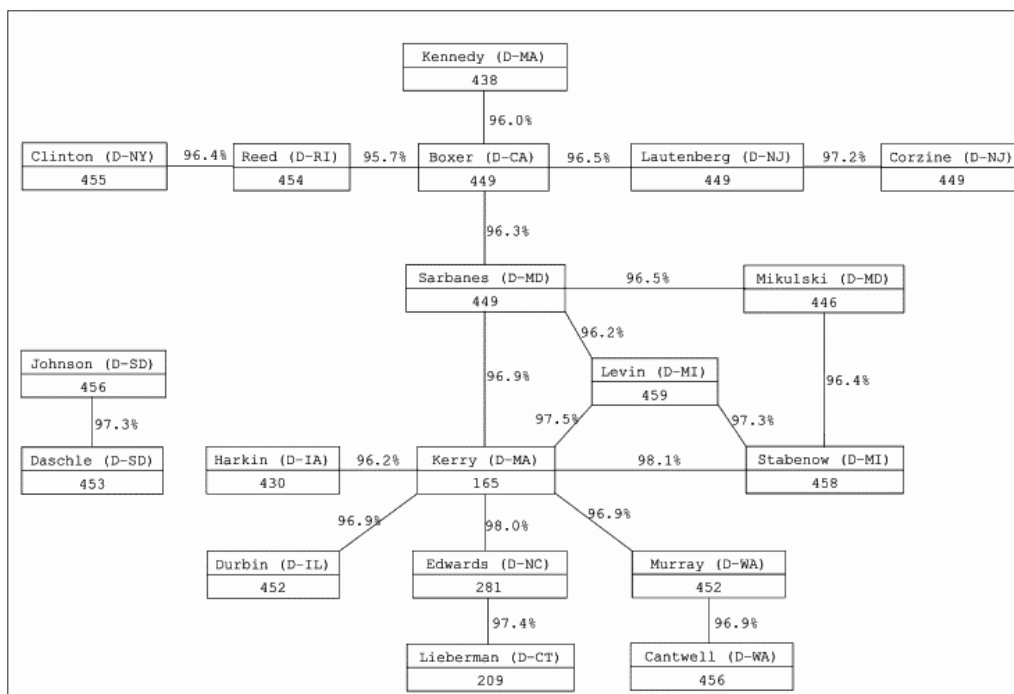 Kennedy (D-MA)
438
96.0%
Clinton (D-NY)
455
96.4%
Reed (D-RI)
454
95.7%
Boxer (D-CA)
449
96.5%
Lautenberg (D-NJ)
449
97.2%
Corzine (D-NJ)
449
96.3%
Sarbanes (D-MD)
449
96.5%
Mikulski (D-MD)
446
96.2%
Johnson (D-SD)
456
96.9%
Levin (D-MI)
459
96.4%
97.3%
97.5%
97.3%
Daschle (D-SD)
453
Harkin (D-IA)
430
96.2%
Kerry (D-MA)
165
98.1%
Stabenow (D-MI)
458
96.9%
98.0%
96.9%
Durbin (D-IL)
452
Edwards (D-NC)
281
Murray (D-WA)
452
97.4%
96.9%
Lieberman (D-CT)
209
Cantwell (D-WA)
456